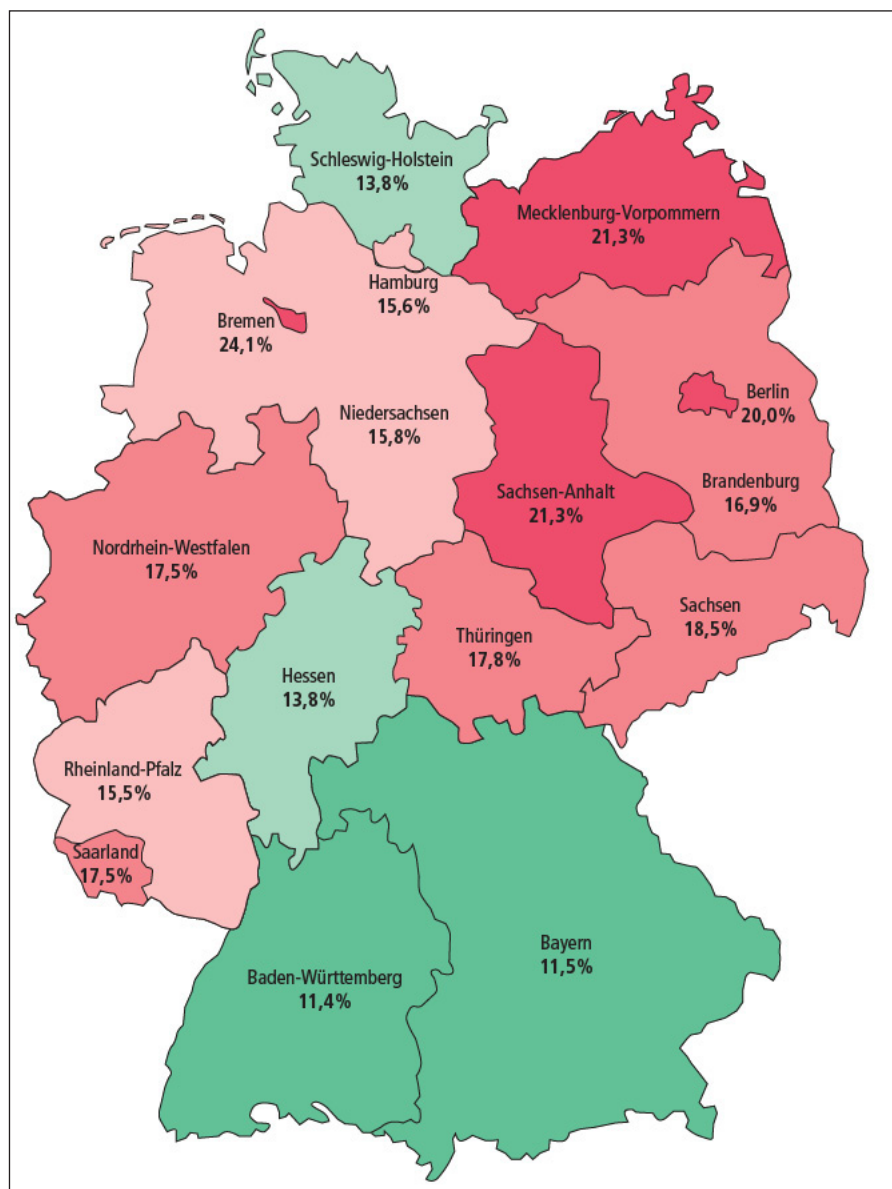 Schleswig-Holstein
13,8%
Mecklenburg-Vorpommern
21,3%
Hamburg
15,6%
Bremen
24,1%
Berlin
20,0%
Niedersachsen
15,8%
Brandenburg
16,9%
Sachsen-Anhalt
21,3%
Nordrhein-Westfalen
17,5%
Sachsen
18,5%
Thüringen
17,8%
Hessen
13,8%
Rheinland-Pfalz
15,5%
Saarland
17,5%
Bayern
11,5%
Baden-Württemberg
11,4%